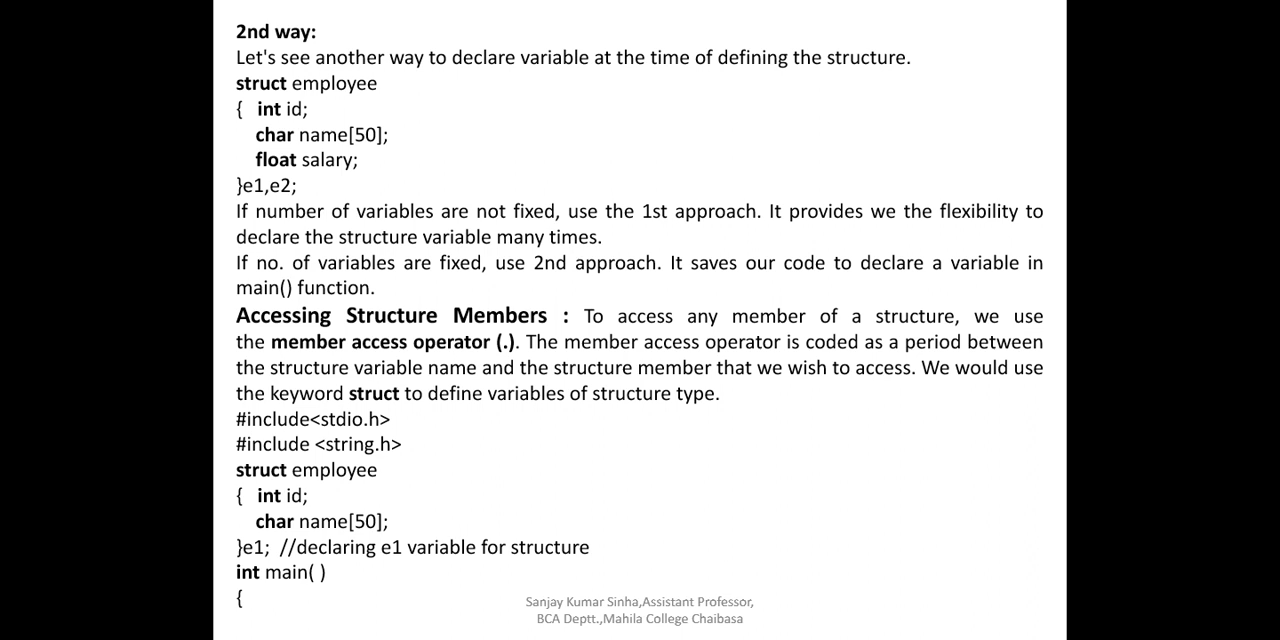 2nd way:
Let's see another way to declare variable at the time of defining the structure.
struct employee
{   int id;
char name[50];
float salary;
}e1,e2;
If number of variables are not fixed, use the 1st approach. It provides we the flexibility to
declare the structure variable many times.
If no. of variables are fixed, use 2nd approach. It saves our code to declare a variable in
main() function.
Accessing Structure Members : To access any member of a structure, we use
the member access operator (.). The member access operator is coded as a period between
the structure variable name and the structure member that we wish to access. We would use
the keyword struct to define variables of structure type.
#include<stdio.h>
#include <string.h>
struct employee
{   int id;
char name[50];
}e1;  //declaring e1 variable for structure
int main( )
{
Sanjay Kumar Sinha,Assistant Professor,
BCA Deptt.,Mahila College Chaibasa